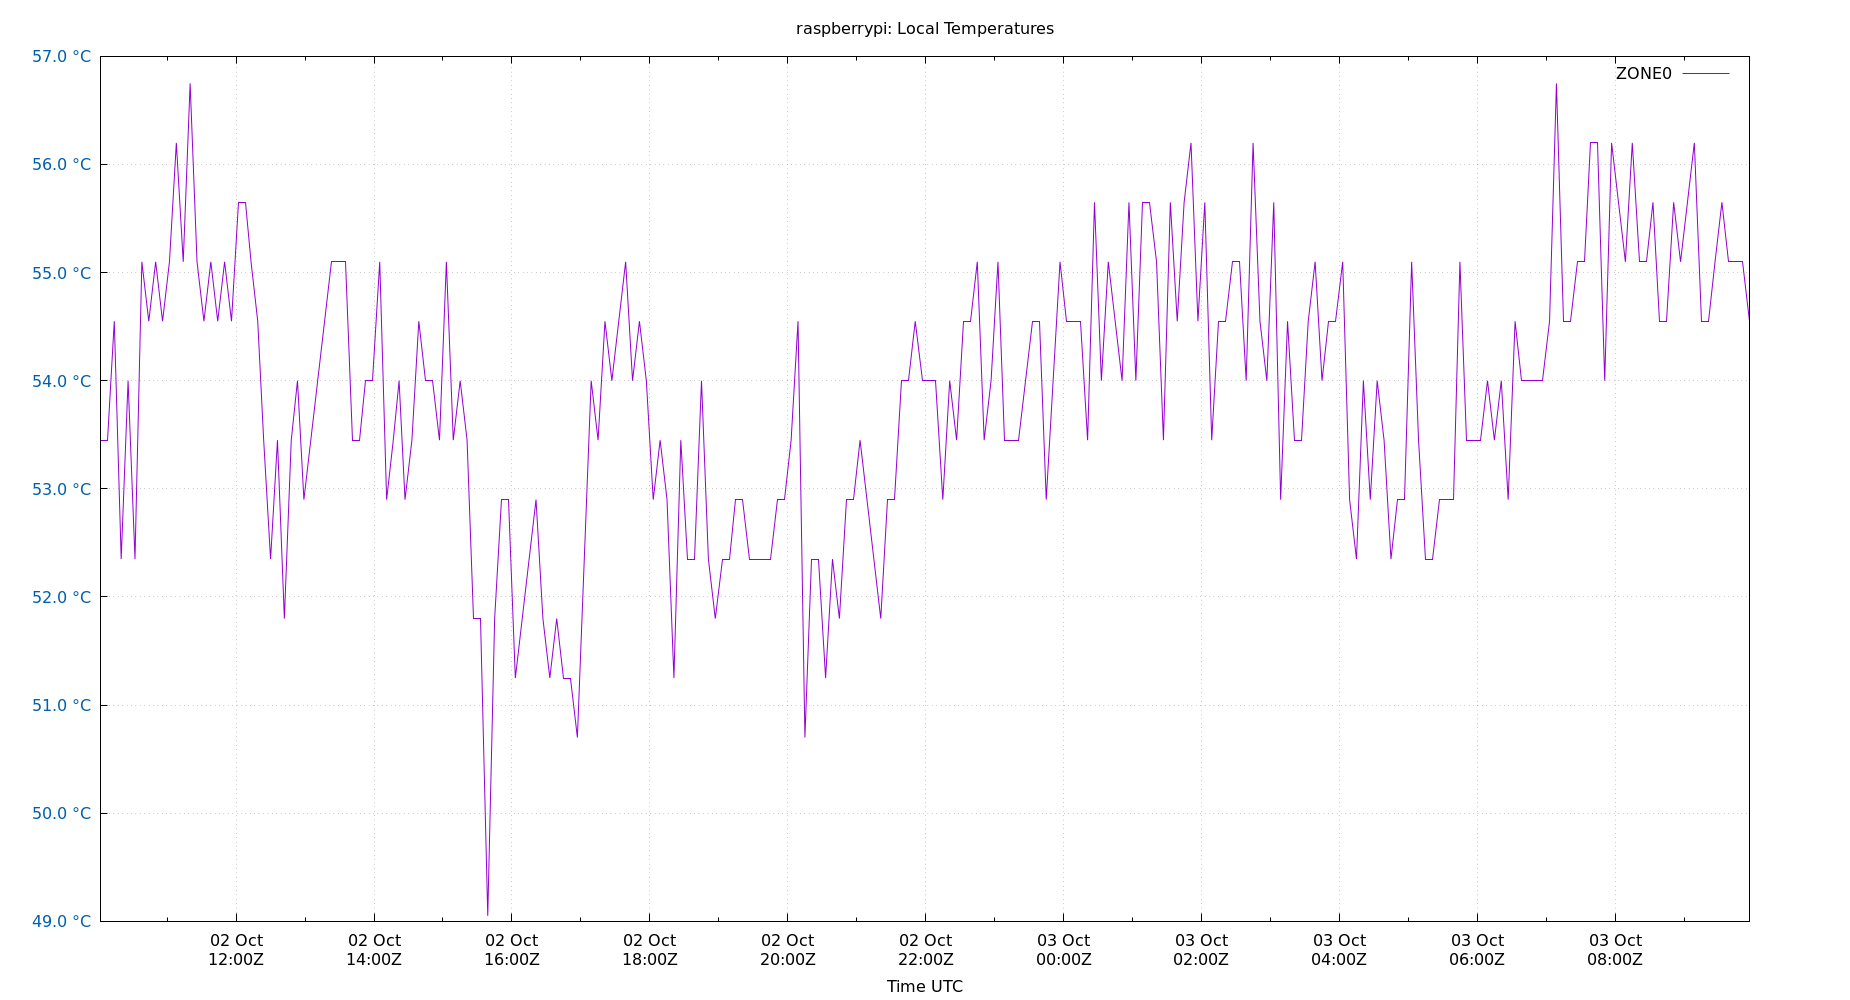 raspberrypi: Local Temperatures
57.0 °C
56.0 °C
55.0 °C
54.0 °C
53.0 °C
52.0 °C
51.0 °C
50.0 °C
49.0 °C
ZONE0
02 Oct
12:00Z
02 Oct
14:00Z
02 Oct
16:00Z
02 Oct
18:00Z
02 Oct
20:00Z
02 Oct
22:00Z
03 Oct
00:00Z
03 Oct
02:00Z
03 Oct
04:00Z
03 Oct
06:00Z
03 Oct
08:00Z
Time UTC